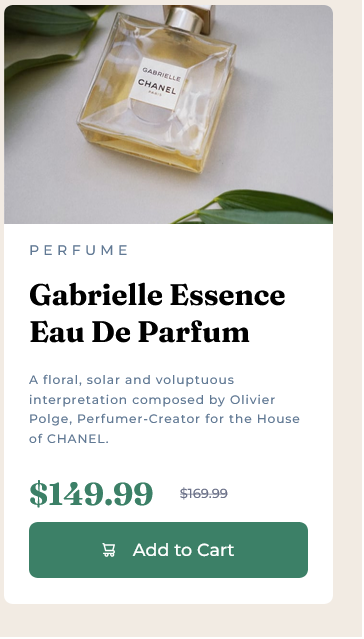 GABRIELLE
CHANEL
PARIS
PERFUME
Gabrielle Essence
Eau De Parfum
A floral, solar and voluptuous
interpretation composed by Olivier
Polge, Perfumer-Creator for the House
of CHANEL.
$149.99 $169.99
Add to Cart